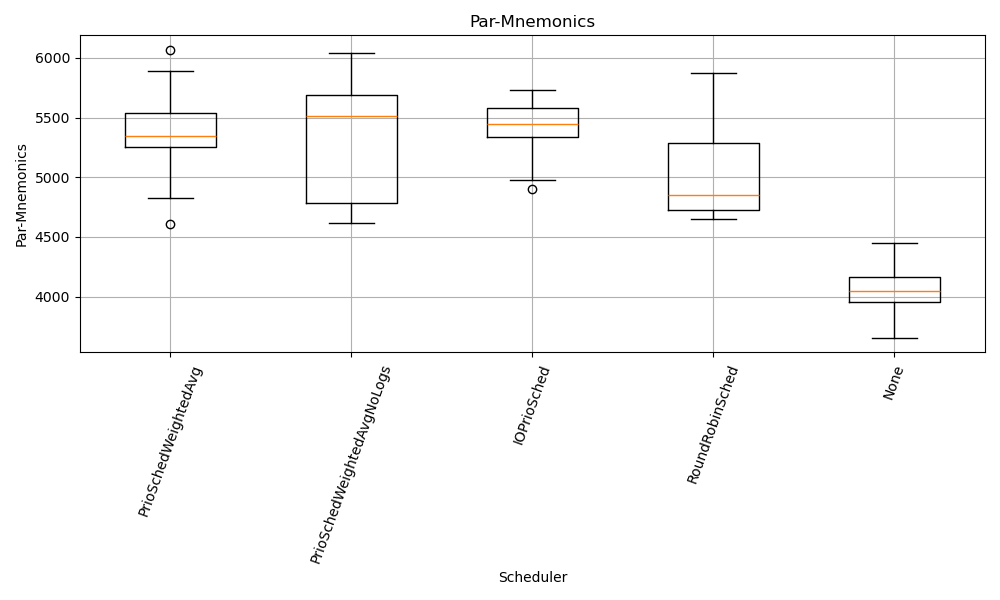 Par-Mnemonics
Par-Mnemonics
6000
5500
5000
4500
4000
PrioSchedWeightedAvg
PrioSchedWeightedAvgNoLogs
IOPrioSched
RoundRobinSched
None
Scheduler